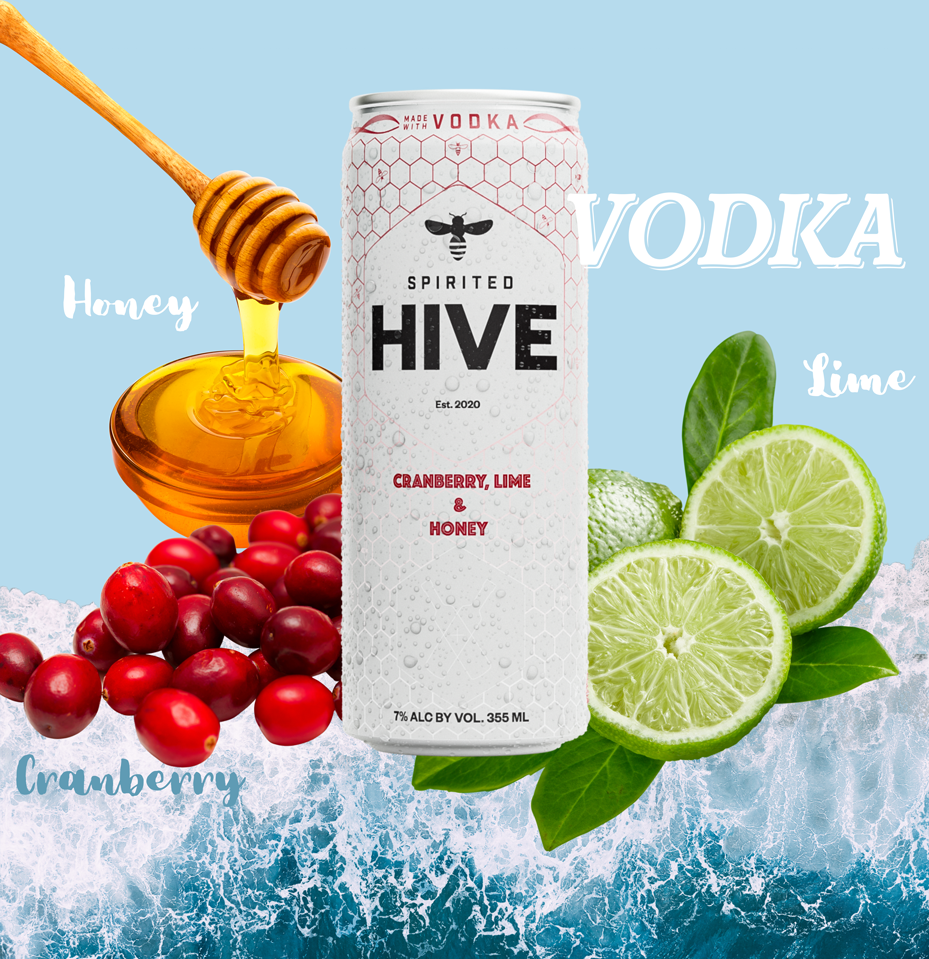 MADE WITH VODKA
VODKA
SPIRITED
Honey
HIVE
Lime
Est. 2020
CRANBERRY, LIME
&
HONEY
7% ALC BY VOL. 355 ML
Cranberry